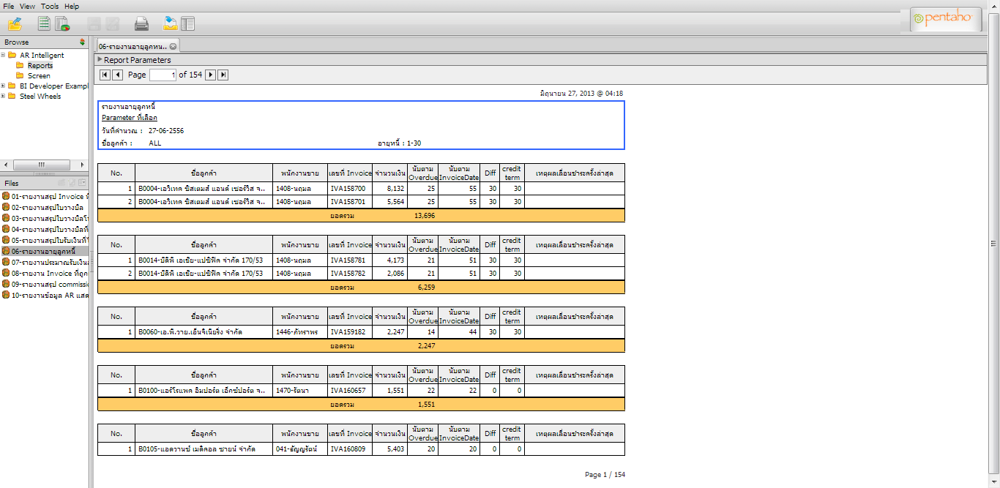 File View Tools Help
pentaho
Browse
AR Intelligent
Reports
Screen
BI Developer Exampl
Steel Wheels
Files
01-รายงานสรุป Invoice ที่
02-รายงานสรุปใบวางบิล
03-รายงานสรุปใบวางบิลโ
04-รายงานสรุปใบวางบิลที่
05-รายงานสรุปใบรับเงินที่
06-รายงานอายุลูกหนี้
07-รายงานประมาณรับเงิน
08-รายงาน Invoice ที่ถูก
09-รายงานสรุป commissi
10-รายงานข้อมูล AR แสด
06-รายงานอายุลูกหน..
Report Parameters
Page 1 of 154
มิถุนายน 27, 2013 @ 04:18
รายงานอายุลูกหนี้
Parameter ที่เลือก
วันที่คำนวณ : 27-06-2556
ชื่อลูกค้า : ALL อายุหนี้ : 1-30
No. ชื่อลูกค้า พนักงานขาย เลขที่ Invoice จำนวนเงิน นับตาม Overdue นับตาม InvoiceDate Diff credit term เหตุผลเลื่อนชำระครั้งล่าสุด
1 B0004-เอวิเทค ซิสเตมส์ แอนด์ เซอร์วิส จ.. 1408-นฤมล IVA158700 8,132 25 55 30 30
2 B0004-เอวิเทค ซิสเตมส์ แอนด์ เซอร์วิส จ.. 1408-นฤมล IVA158701 5,564 25 55 30 30
ยอดรวม 13,696
No. ชื่อลูกค้า พนักงานขาย เลขที่ Invoice จำนวนเงิน นับตาม Overdue นับตาม InvoiceDate Diff credit term เหตุผลเลื่อนชำระครั้งล่าสุด
1 B0014-บีดิพิ เอเซีย-แปซิฟิค จำกัด 170/53 1408-นฤมล IVA158781 4,173 21 51 30 30
2 B0014-บีดิพิ เอเซีย-แปซิฟิค จำกัด 170/53 1408-นฤมล IVA158782 2,086 21 51 30 30
ยอดรวม 6,259
No. ชื่อลูกค้า พนักงานขาย เลขที่ Invoice จำนวนเงิน นับตาม Overdue นับตาม InvoiceDate Diff credit term เหตุผลเลื่อนชำระครั้งล่าสุด
1 B0060-เอ.พี.วาย.เอ็นจิเนียริ่ง จำกัด 1446-ภัทราพร IVA159182 2,247 14 44 30 30
ยอดรวม 2,247
No. ชื่อลูกค้า พนักงานขาย เลขที่ Invoice จำนวนเงิน นับตาม Overdue นับตาม InvoiceDate Diff credit term เหตุผลเลื่อนชำระครั้งล่าสุด
1 B0100-แอร์โรแพค อิมปอร์ต เอ็กซ์ปอร์ต จ.. 1470-รัตนา IVA160657 1,551 22 22 0 0
ยอดรวม 1,551
No. ชื่อลูกค้า พนักงานขาย เลขที่ Invoice จำนวนเงิน นับตาม Overdue นับตาม InvoiceDate Diff credit term เหตุผลเลื่อนชำระครั้งล่าสุด
1 B0105-แอดวานซ์ เมดิคอล ซายน์ จำกัด 041-ธัญญรัตน์ IVA160809 5,403 20 20 0 0
Page 1 / 154